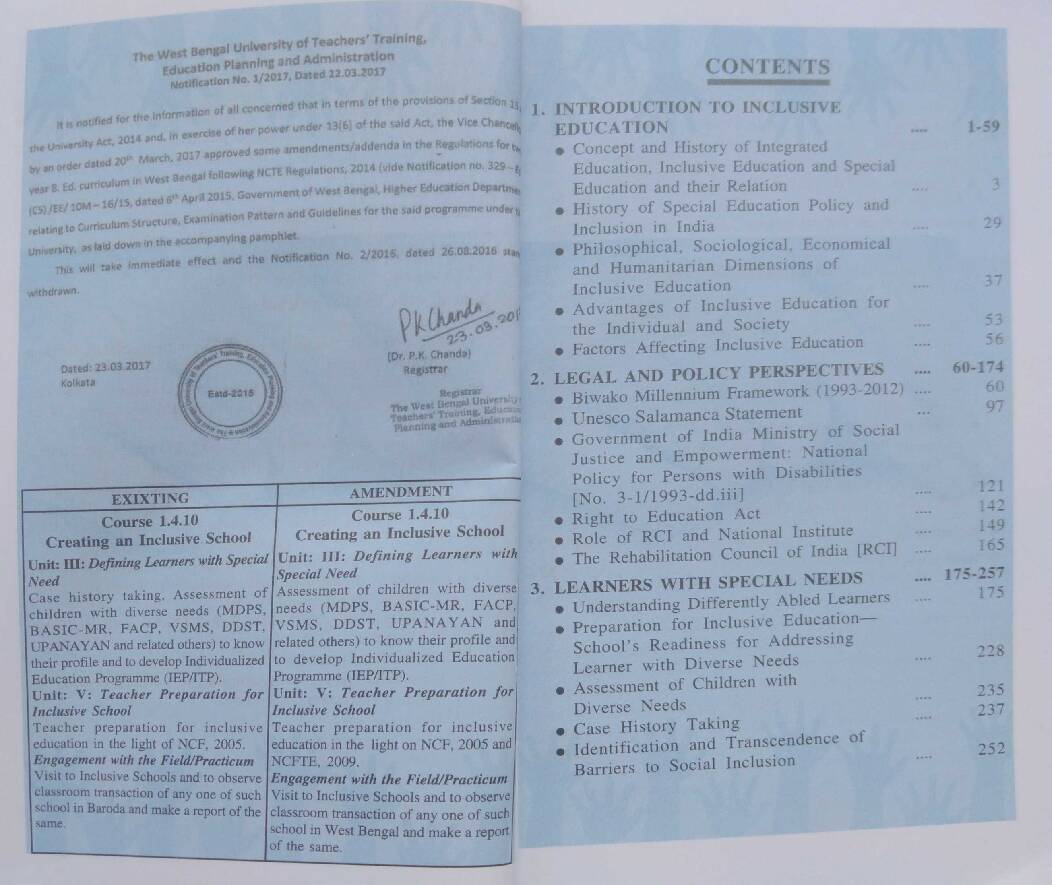 The West Bengal University of Teachers' Training,
Education Planning and Administration
Notification No. 1/2017, Dated 22.03.2017
It is notified for the information of all concerned that in terms of the provisions of Section 13
the University Act, 2014 and, in exercise of her power under 13(6) of the said Act, the Vice
by an order dated 20th March, 2017 approved some amendments/addenda in the Regulations for
year B. Ed. curriculum in West Bengal following NCTE Regulations, 2014 (vide Notification no. 329 –
(CS) /EE/ 10M – 16/15, dated 6th April 2015, Government of West Bengal, Higher Education
relating to Curriculum Structure, Examination Pattern and Guidelines for the said programme under
University, as laid down in the accompanying pamphlet.
This will take immediate effect and the Notification No. 2/2016, dated 26.08.2016
withdrawn.
PKChanda
23.03.201
(Dr. P.K. Chanda)
Registrar
Dated: 23.03.2017
Kolkata
Estd-2015
Registrar
The West Bengal University
Teachers' Training,
Planning and
EXIXTING
Course 1.4.10
Creating an Inclusive School
Unit: III: Defining Learners with Special
Need
Case history taking. Assessment of
children with diverse needs (MDPS,
BASIC-MR, FACP, VSMS, DDST,
UPANAYAN and related others) to know
their profile and to develop Individualized
Education Programme (IEP/ITP).
Unit: V: Teacher Preparation for
Inclusive School
Teacher preparation for inclusive
education in the light of NCF, 2005.
Engagement with the Field/Practicum
Visit to Inclusive Schools and to observe
classroom transaction of any one of such
school in Baroda and make a report of the
same.
AMENDMENT
Course 1.4.10
Creating an Inclusive School
Unit: III: Defining Learners with
Special Need
Assessment of children with diverse
needs (MDPS, BASIC-MR, FACP,
VSMS, DDST, UPANAYAN and
related others) to know their profile and
to develop Individualized Education
Programme (IEP/ITP).
Unit: V: Teacher Preparation for
Inclusive School
Teacher preparation for inclusive
education in the light on NCF, 2005 and
NCFTE, 2009.
Engagement with the Field/Practicum
Visit to Inclusive Schools and to observe
classroom transaction of any one of such
school in West Bengal and make a report
of the same.
CONTENTS
1. INTRODUCTION TO INCLUSIVE
EDUCATION .... 1-59
● Concept and History of Integrated
Education, Inclusive Education and Special
Education and their Relation .... 3
● History of Special Education Policy and
Inclusion in India .... 29
● Philosophical, Sociological, Economical
and Humanitarian Dimensions of
Inclusive Education .... 37
● Advantages of Inclusive Education for
the Individual and Society .... 53
● Factors Affecting Inclusive Education .... 56
2. LEGAL AND POLICY PERSPECTIVES .... 60-174
● Biwako Millennium Framework (1993-2012) .... 60
● Unesco Salamanca Statement ... 97
● Government of India Ministry of Social
Justice and Empowerment: National
Policy for Persons with Disabilities
[No. 3-1/1993-dd.iii] .... 121
● Right to Education Act .... 142
● Role of RCI and National Institute .... 149
● The Rehabilitation Council of India [RCI] .... 165
3. LEARNERS WITH SPECIAL NEEDS .... 175-257
● Understanding Differently Abled Learners .... 175
● Preparation for Inclusive Education—
School's Readiness for Addressing
Learner with Diverse Needs .... 228
● Assessment of Children with
Diverse Needs .... 235
● Case History Taking .... 237
● Identification and Transcendence of
Barriers to Social Inclusion .... 252